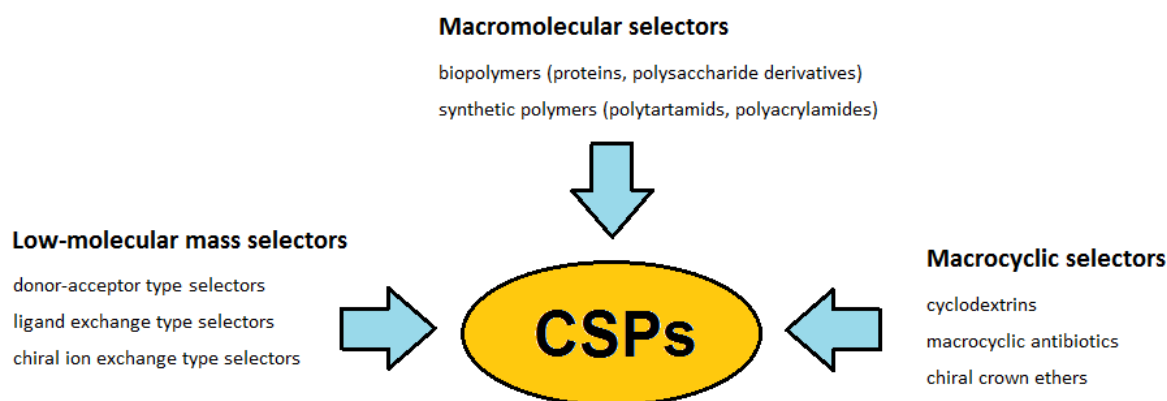 Macromolecular selectors
biopolymers (proteins, polysaccharide derivatives)
synthetic polymers (polytartamids, polyacrylamides)
Low-molecular mass selectors
donor-acceptor type selectors
ligand exchange type selectors
chiral ion exchange type selectors
CSPs
Macrocyclic selectors
cyclodextrins
macrocyclic antibiotics
chiral crown ethers